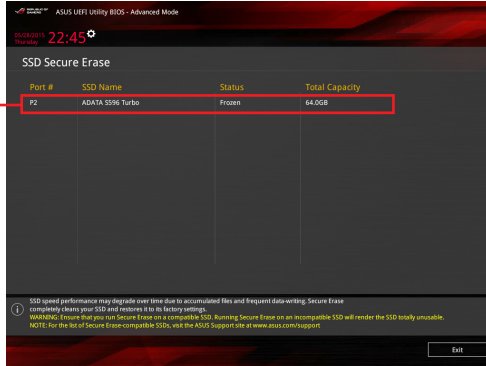 REPUBLIC OF GAMERS
ASUS UEFI Utility BIOS - Advanced Mode
Thursday
22:45
SSD Secure Erase
Port # SSD Name Status Total Capacity
P2 ADATA S596 Turbo Frozen 64.0GB
SSD speed performance may degrade over time due to accumulated files and frequent data-writing. Secure Erase
completely cleans your SSD and restores it to its factory settings.
WARNING: Ensure that you run Secure Erase on a compatible SSD. Running Secure Erase on an incompatible SSD will render the SSD totally unusable.
NOTE: For the list of Secure Erase-compatible SSDs, visit the ASUS Support site at www.asus.com/support
Exit